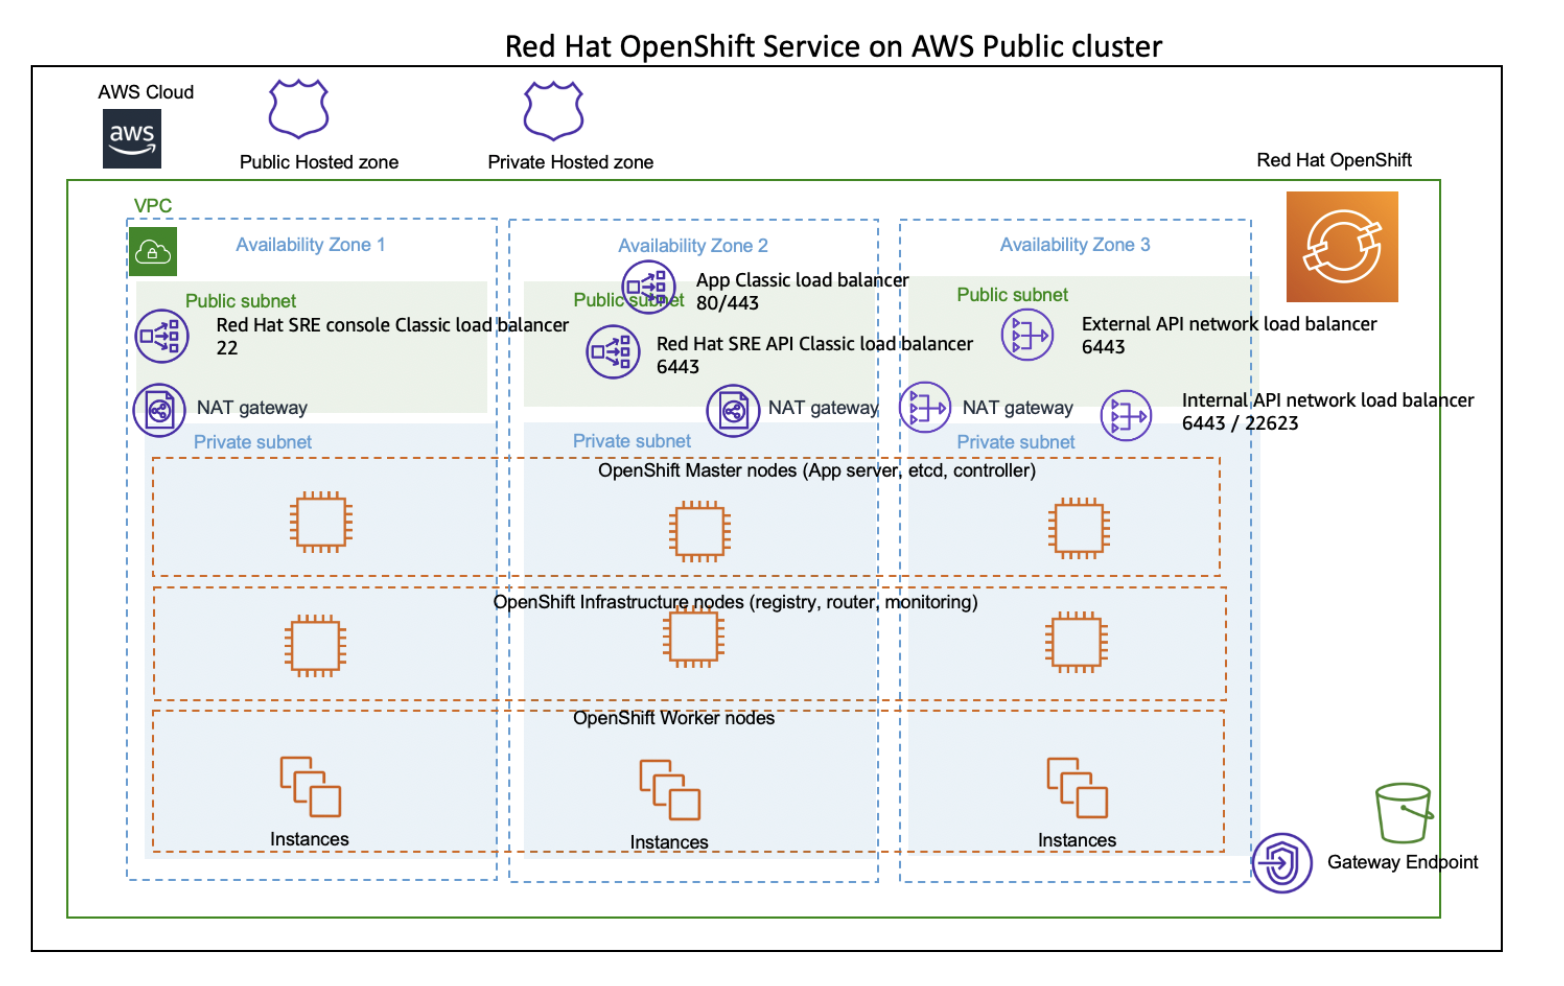 Red Hat OpenShift Service on AWS Public cluster
AWS Cloud
aws
Public Hosted zone
Private Hosted zone
Red Hat OpenShift
VPC
Availability Zone 1
Availability Zone 2
Availability Zone 3
Public subnet
Red Hat SRE console Classic load balancer
22
Public subnet
App Classic load balancer
80/443
Red Hat SRE API Classic load balancer
6443
Public subnet
External API network load balancer
6443
NAT gateway
NAT gateway
NAT gateway
Internal API network load balancer
6443 / 22623
Private subnet
Private subnet
Private subnet
OpenShift Master nodes (App server, etcd, controller)
OpenShift Infrastructure nodes (registry, router, monitoring)
OpenShift Worker nodes
Instances
Instances
Instances
Gateway Endpoint